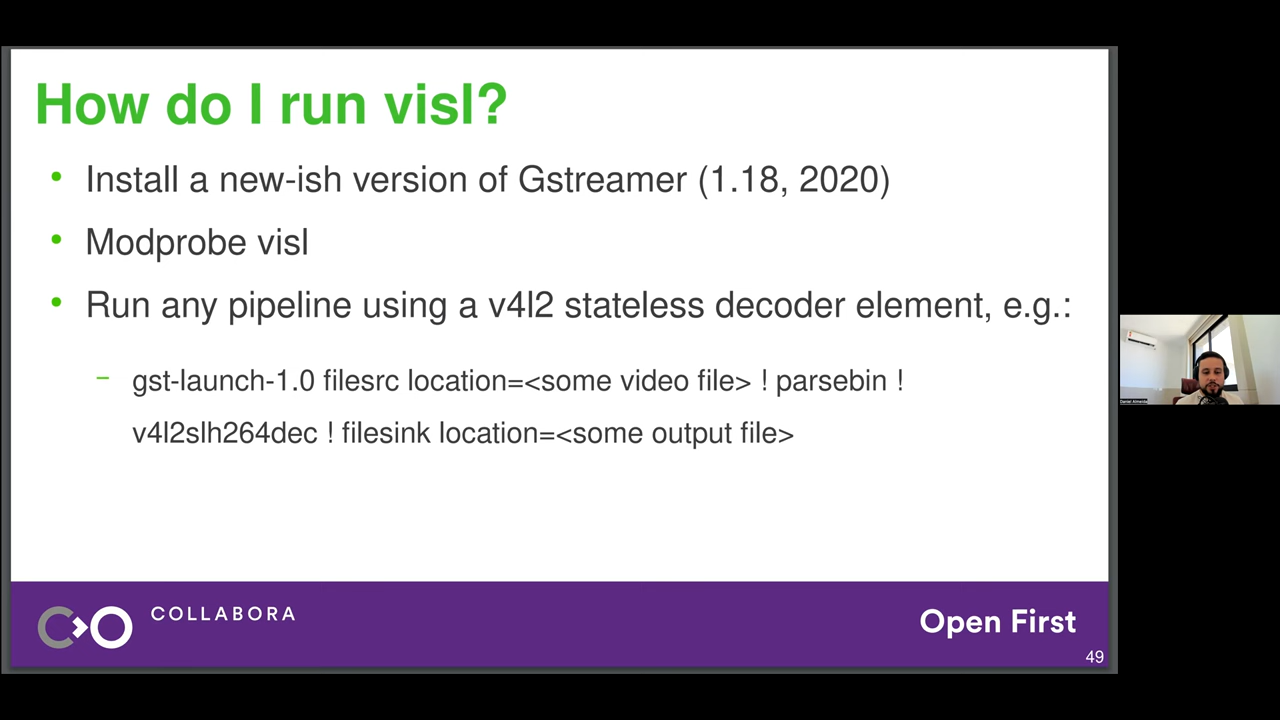 How do I run visl?
• Install a new-ish version of Gstreamer (1.18, 2020)
• Modprobe visl
• Run any pipeline using a v4l2 stateless decoder element, e.g.:
– gst-launch-1.0 filesrc location=<some video file> ! parsebin !
v4l2slh264dec ! filesink location=<some output file>
COLLABORA
Open First
49
Daniel Almeida